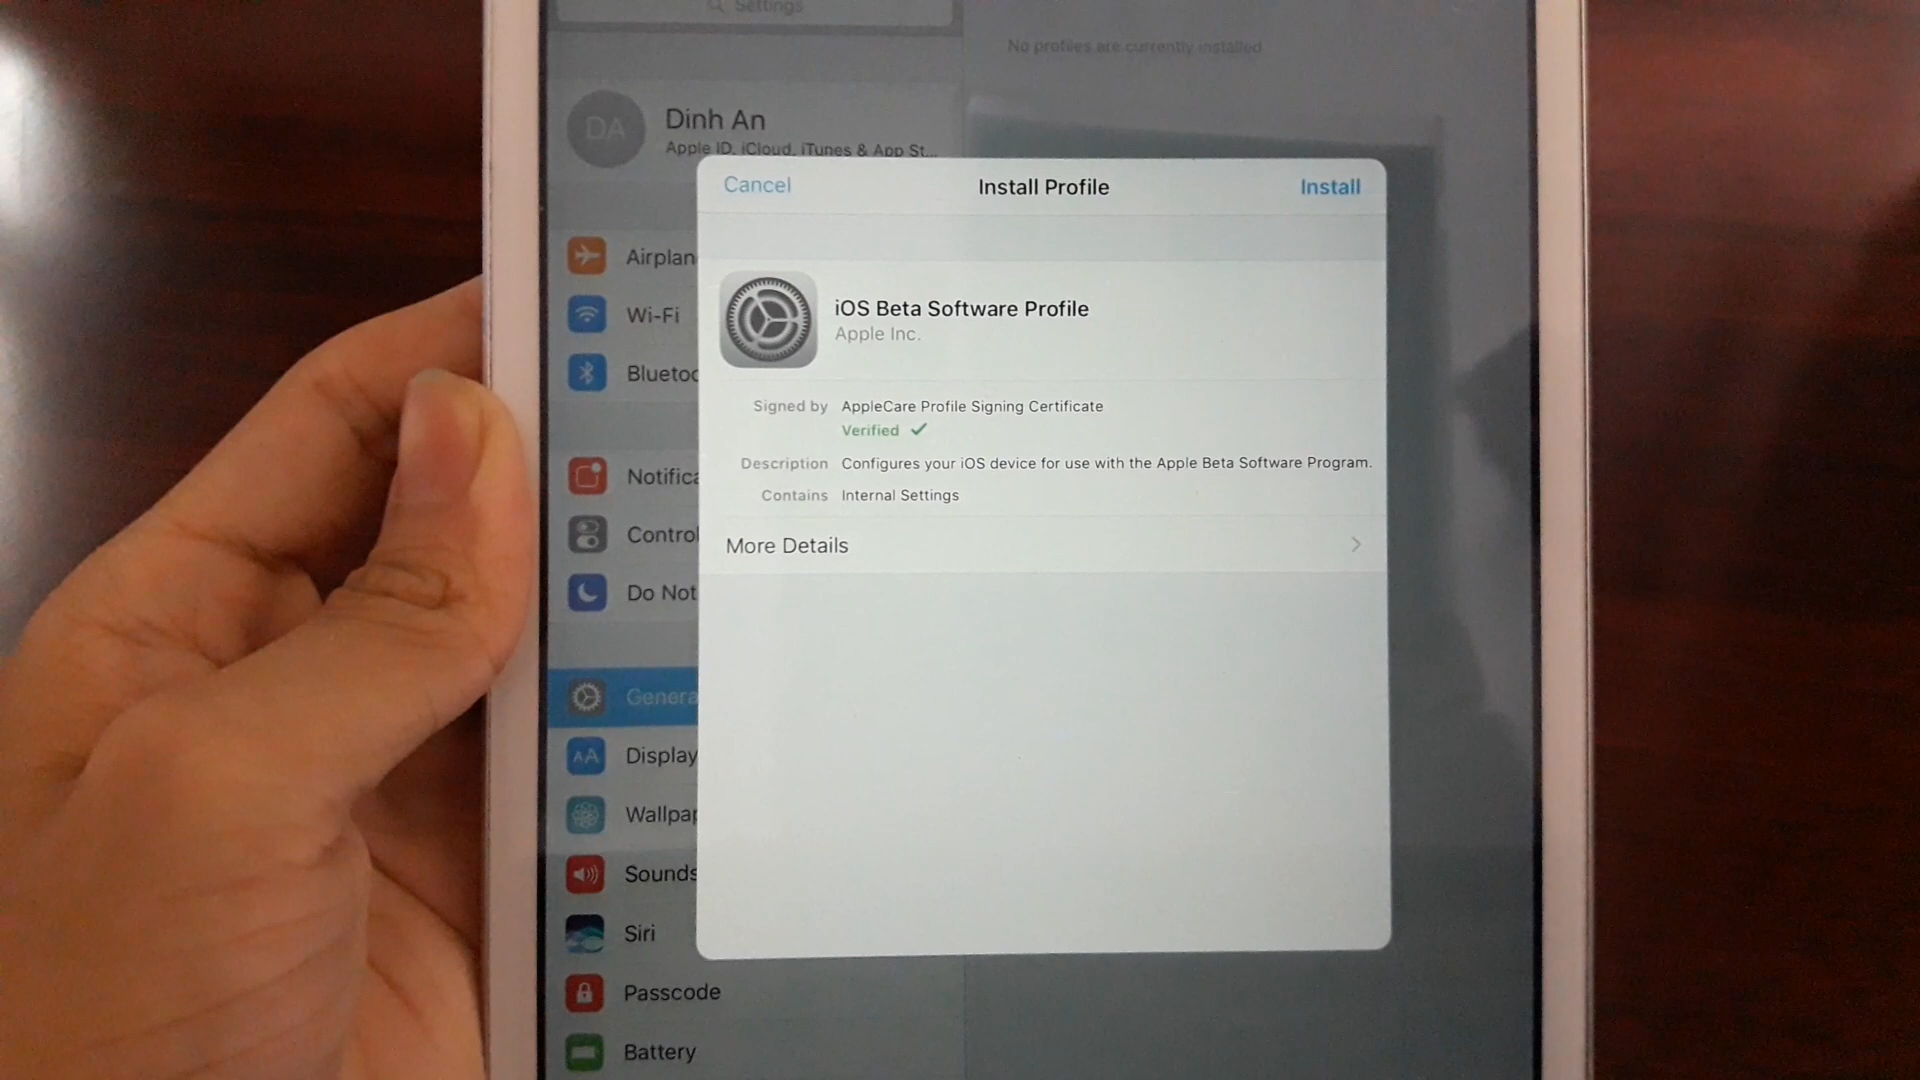 Settings
No profiles are currently installed
DA
Dinh An
Apple ID, iCloud, iTunes & App St...
Cancel
Install Profile
Install
iOS Beta Software Profile
Apple Inc.
Signed by AppleCare Profile Signing Certificate
Verified
Description Configures your iOS device for use with the Apple Beta Software Program.
Contains Internal Settings
More Details
Airplan
Wi-Fi
Bluetoo
Notifica
Control
Do Not
Genera
AA
Display
Wallpap
Sounds
Siri
Passcode
Battery